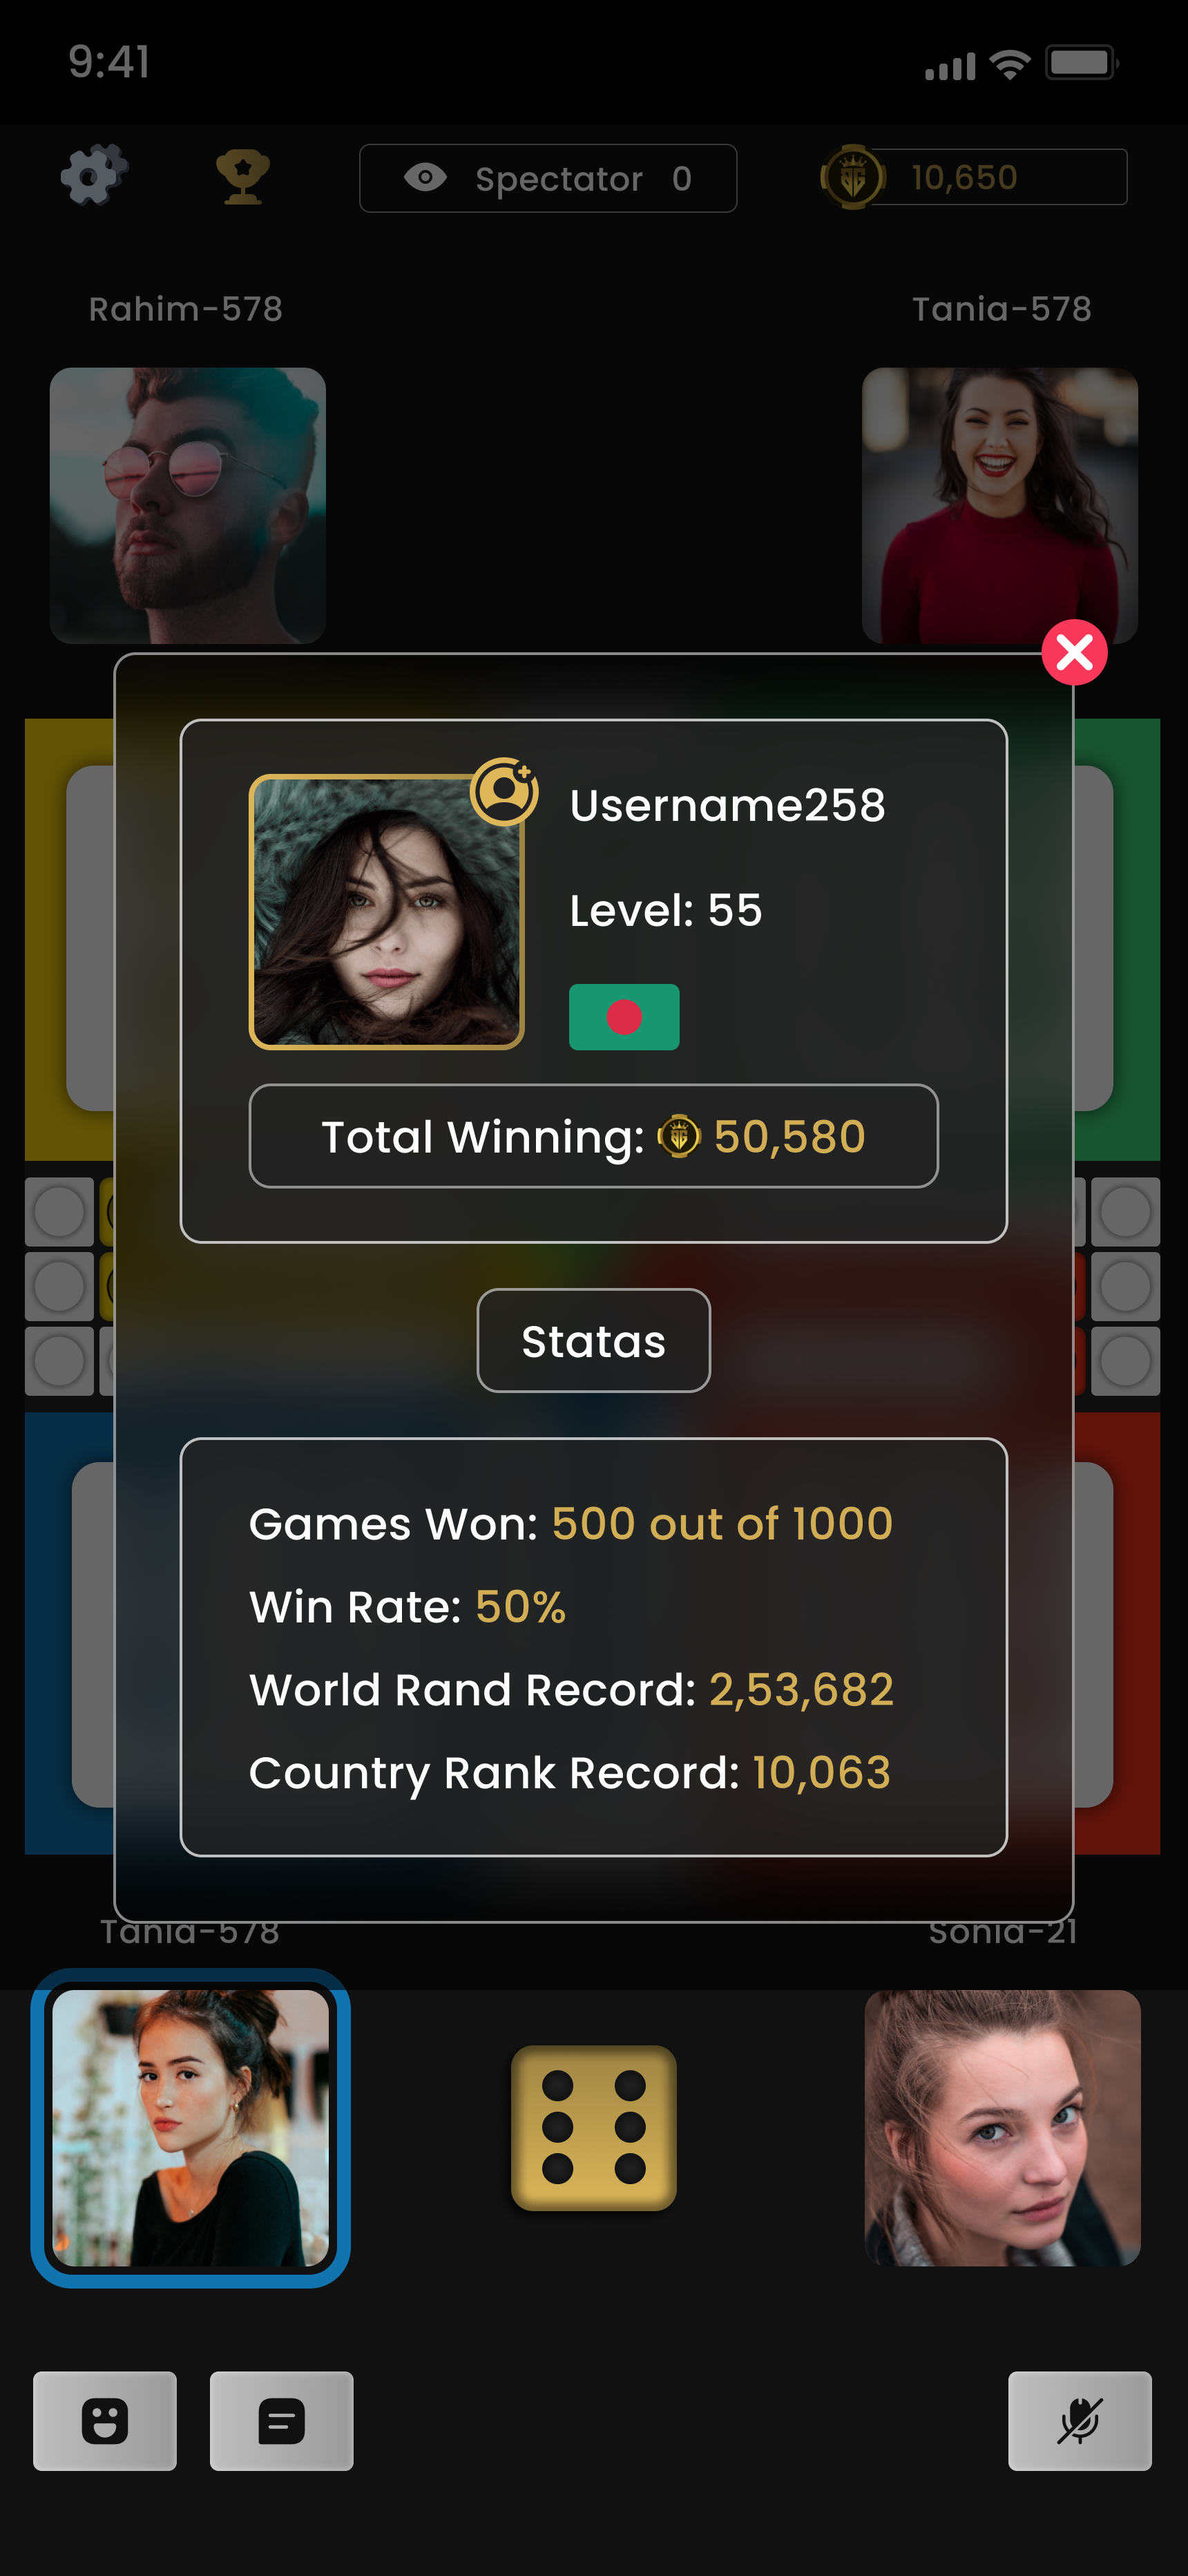 9:41
Spectator 0
10,650
Rahim-578
Tania-578
Username258
Level: 55
Total Winning: 50,580
Statas
Games Won: 500 out of 1000
Win Rate: 50%
World Rand Record: 2,53,682
Country Rank Record: 10,063
Tania-578
Sonia-21